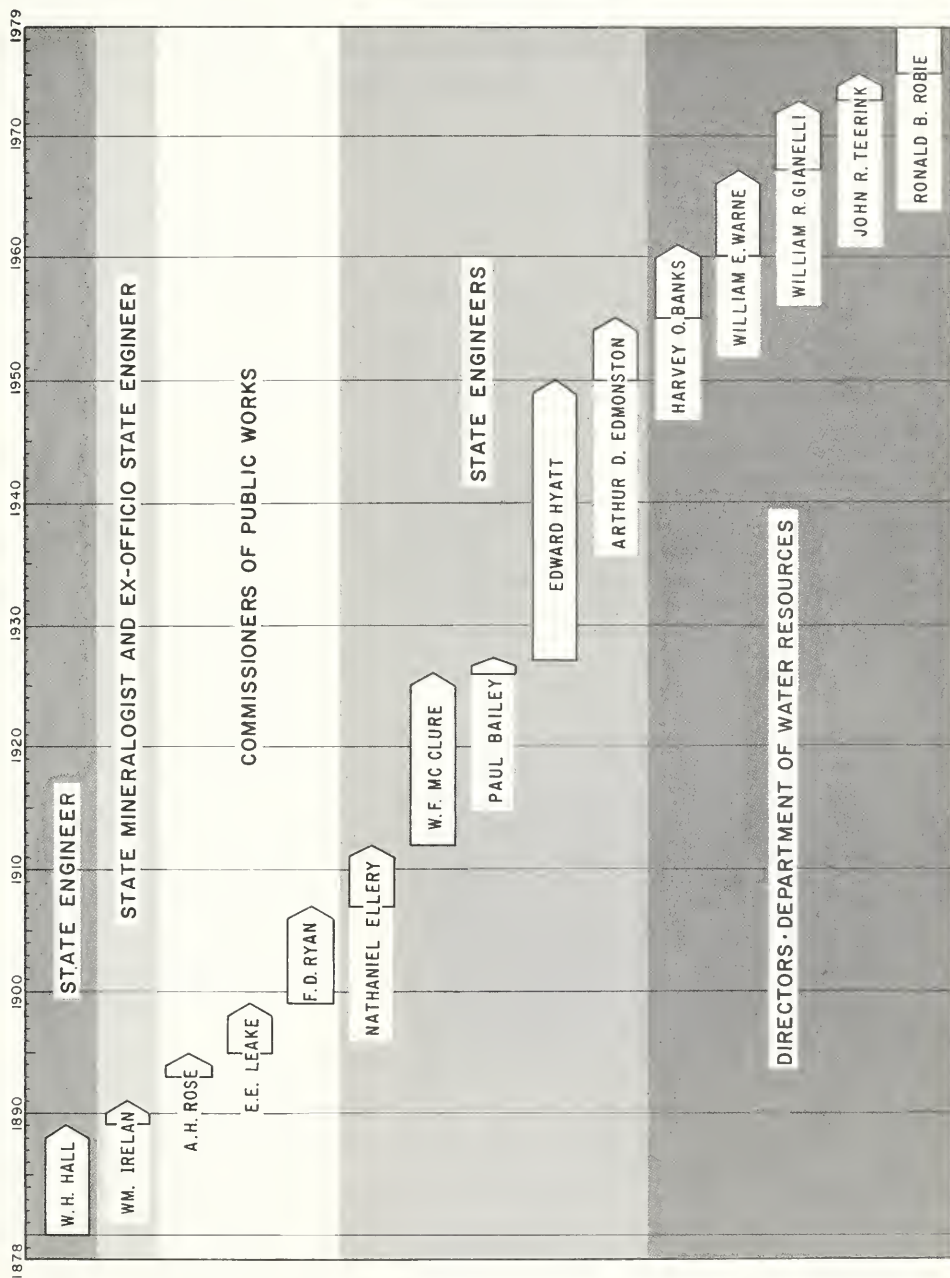 1878
1890
1900
1910
1920
1930
1940
1950
1960
1970
1979
STATE ENGINEER
W. H. HALL
STATE MINERALOGIST AND EX-OFFICIO STATE ENGINEER
WM. IRELAN
COMMISSIONERS OF PUBLIC WORKS
A.H. ROSE
E.E. LEAKE
F.D. RYAN
STATE ENGINEERS
NATHANIEL ELLERY
W.F. MC CLURE
PAUL BAILEY
EDWARD HYATT
ARTHUR D. EDMONSTON
DIRECTORS·DEPARTMENT OF WATER RESOURCES
HARVEY O. BANKS
WILLIAM E. WARNE
WILLIAM R. GIANELLI
JOHN R. TEERINK
RONALD B. ROBIE